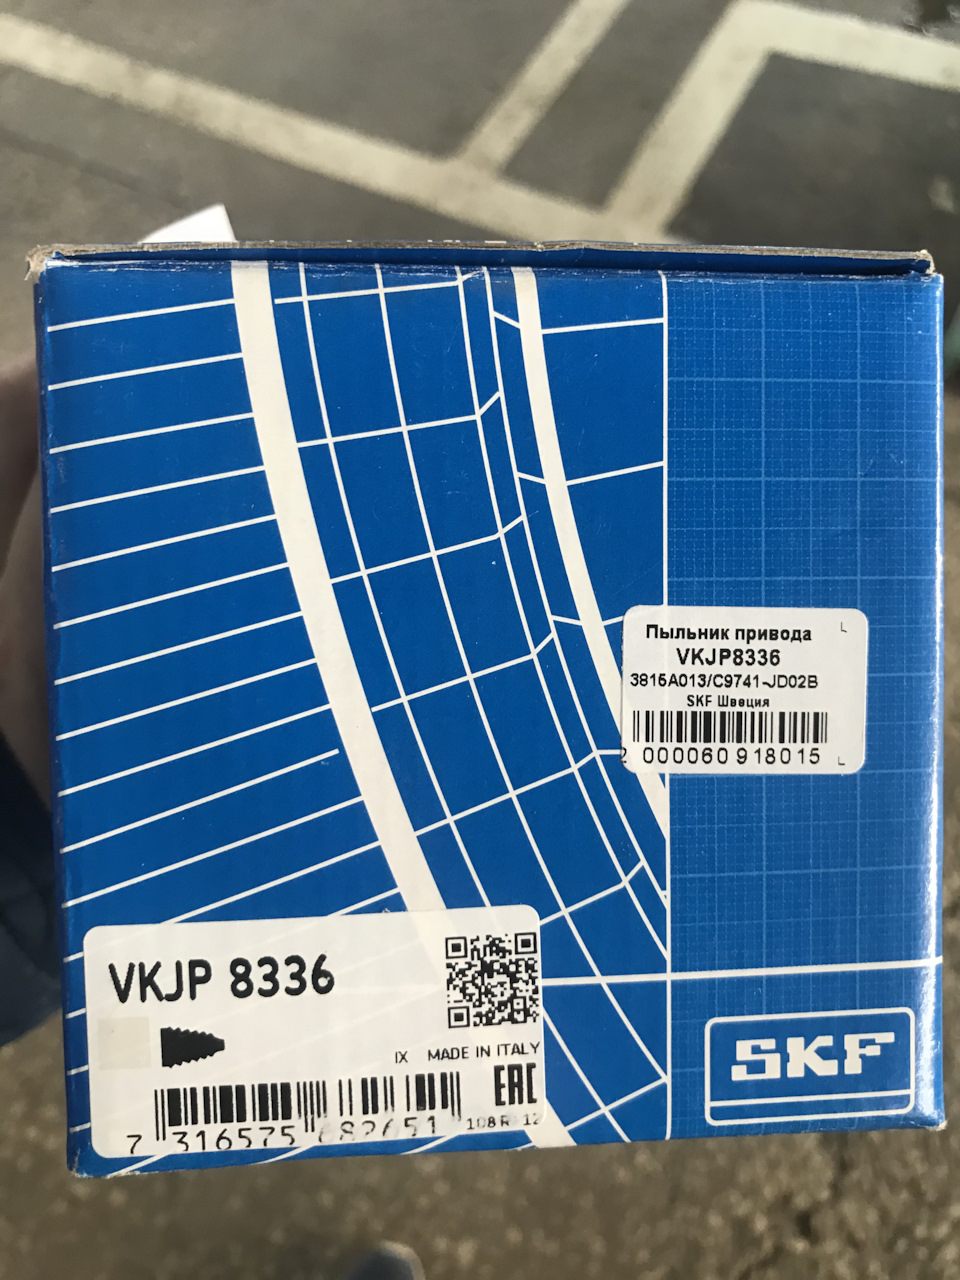 Пыльник привода
VKJP8336
3815A013/C9741-JD02B
SKF Швеция
2 000060 918015
VKJP 8336
IX MADE IN ITALY
EAC
7 316575 682651
SKF